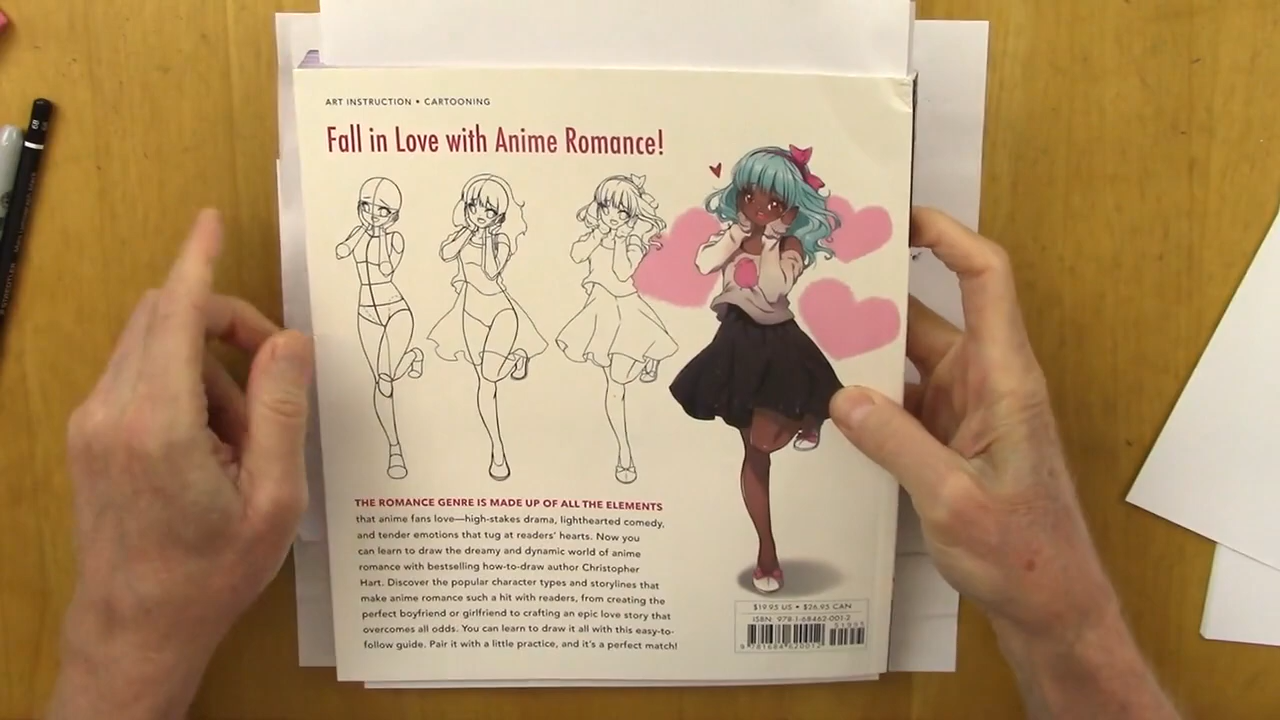 ART INSTRUCTION • CARTOONING
Fall in Love with Anime Romance!
THE ROMANCE GENRE IS MADE UP OF ALL THE ELEMENTS
that anime fans love—high-stakes drama, lighthearted comedy,
and tender emotions that tug at readers' hearts. Now you
can learn to draw the dreamy and dynamic world of anime
romance with bestselling how-to-draw author Christopher
Hart. Discover the popular character types and storylines that
make anime romance such a hit with readers, from creating the
perfect boyfriend or girlfriend to crafting an epic love story that
overcomes all odds. You can learn to draw it all with this easy-to-
follow guide. Pair it with a little practice, and it's a perfect match!
$19.95 US • $26.95 CAN
ISBN: 978-1-68462-001-2
51995
9 781684 620012
STAEDTLER